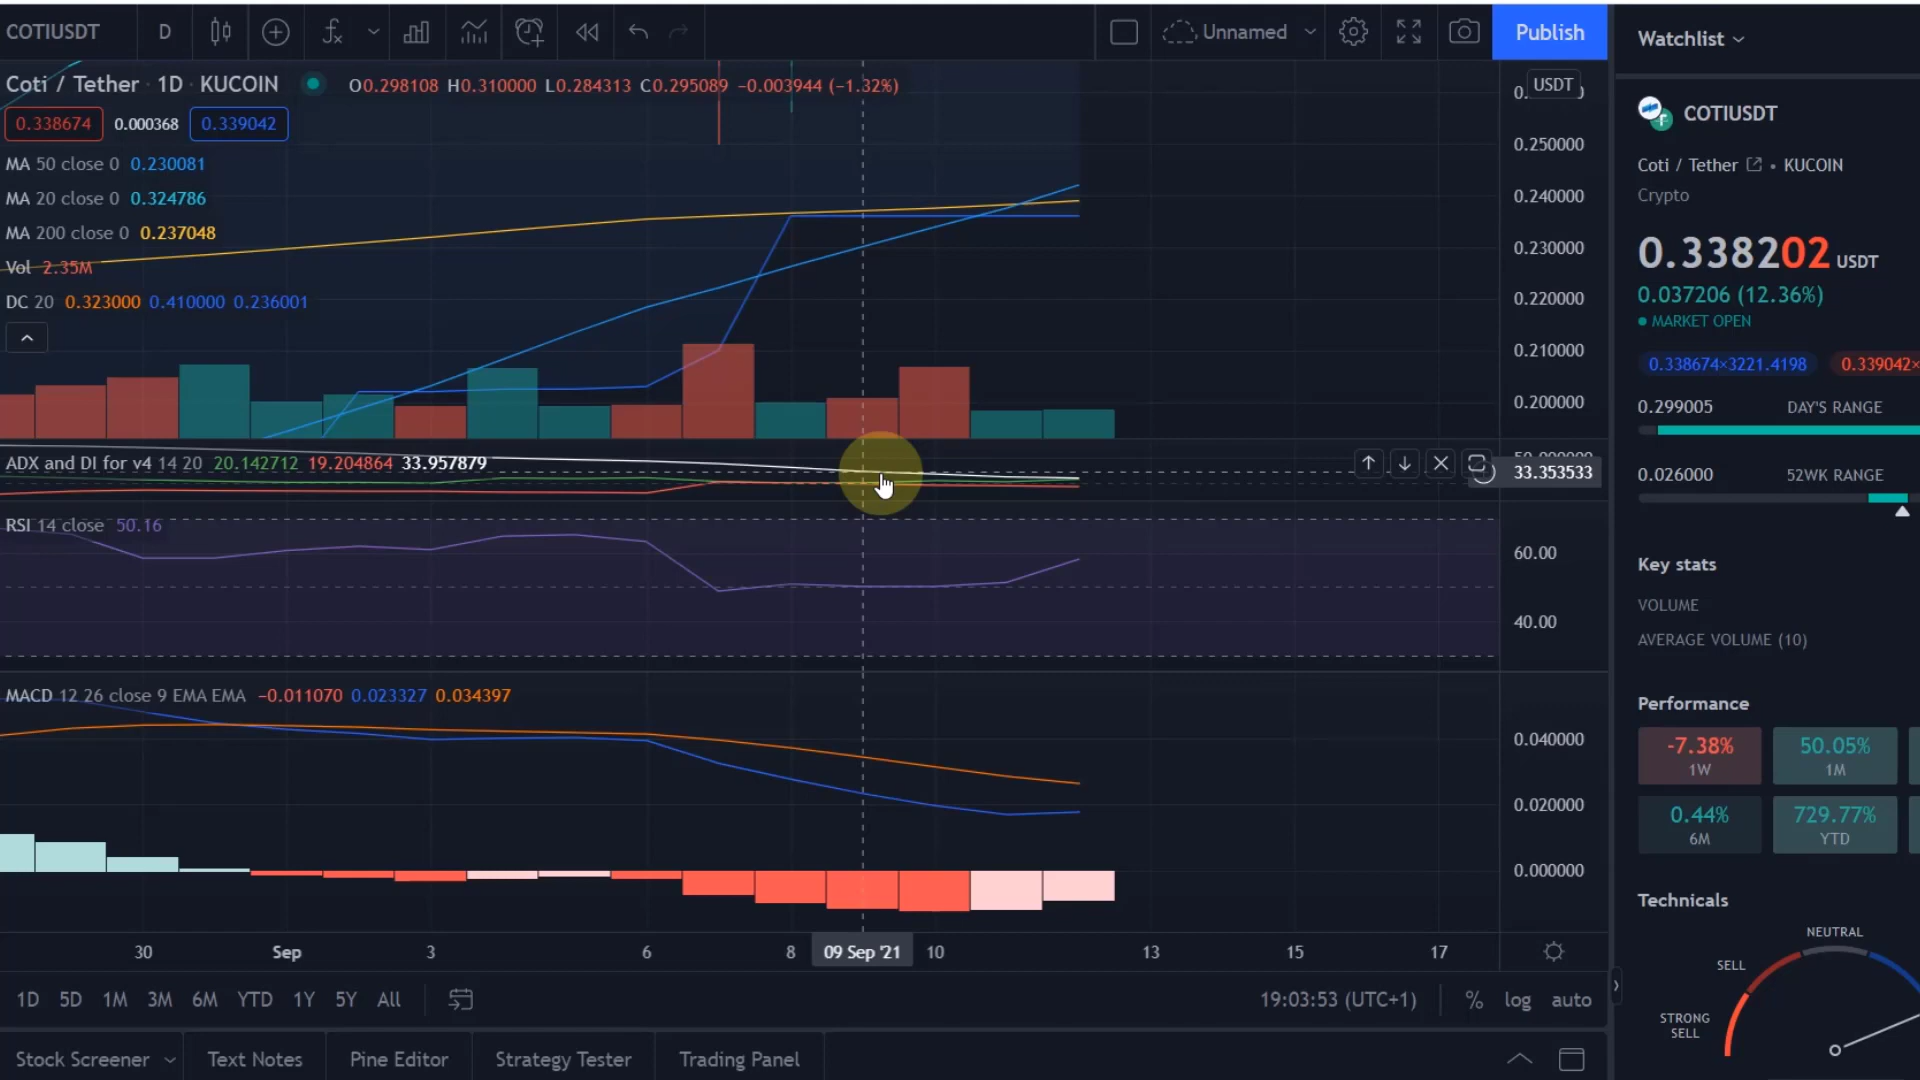 COTIUSDT D Unnamed Publish
Watchlist
Coti / Tether · 1D · KUCOIN O0.298108 H0.310000 L0.284313 C0.295089 −0.003944 (−1.32%)
USDT
0.338674 0.000368 0.339042
MA 50 close 0 0.230081
MA 20 close 0 0.324786
MA 200 close 0 0.237048
Vol 2.35M
DC 20 0.323000 0.410000 0.236001
0.250000
0.240000
0.230000
0.220000
0.210000
0.200000
ADX and DI for v4 14 20 20.142712 19.204864 33.957879
33.353533
RSI 14 close 50.16
60.00
40.00
MACD 12 26 close 9 EMA EMA −0.011070 0.023327 0.034397
0.040000
0.020000
0.000000
30 Sep 3 6 8 09 Sep '21 10 13 15 17
1D 5D 1M 3M 6M YTD 1Y 5Y All 19:03:53 (UTC+1) % log auto
Stock Screener Text Notes Pine Editor Strategy Tester Trading Panel
COTIUSDT
Coti / Tether • KUCOIN
Crypto
0.338202 USDT
0.037206 (12.36%)
MARKET OPEN
0.338674×3221.4198 0.339042×
0.299005 DAY'S RANGE
0.026000 52WK RANGE
Key stats
VOLUME
AVERAGE VOLUME (10)
Performance
-7.38% 50.05%
1W 1M
0.44% 729.77%
6M YTD
Technicals
NEUTRAL
SELL
STRONG
SELL